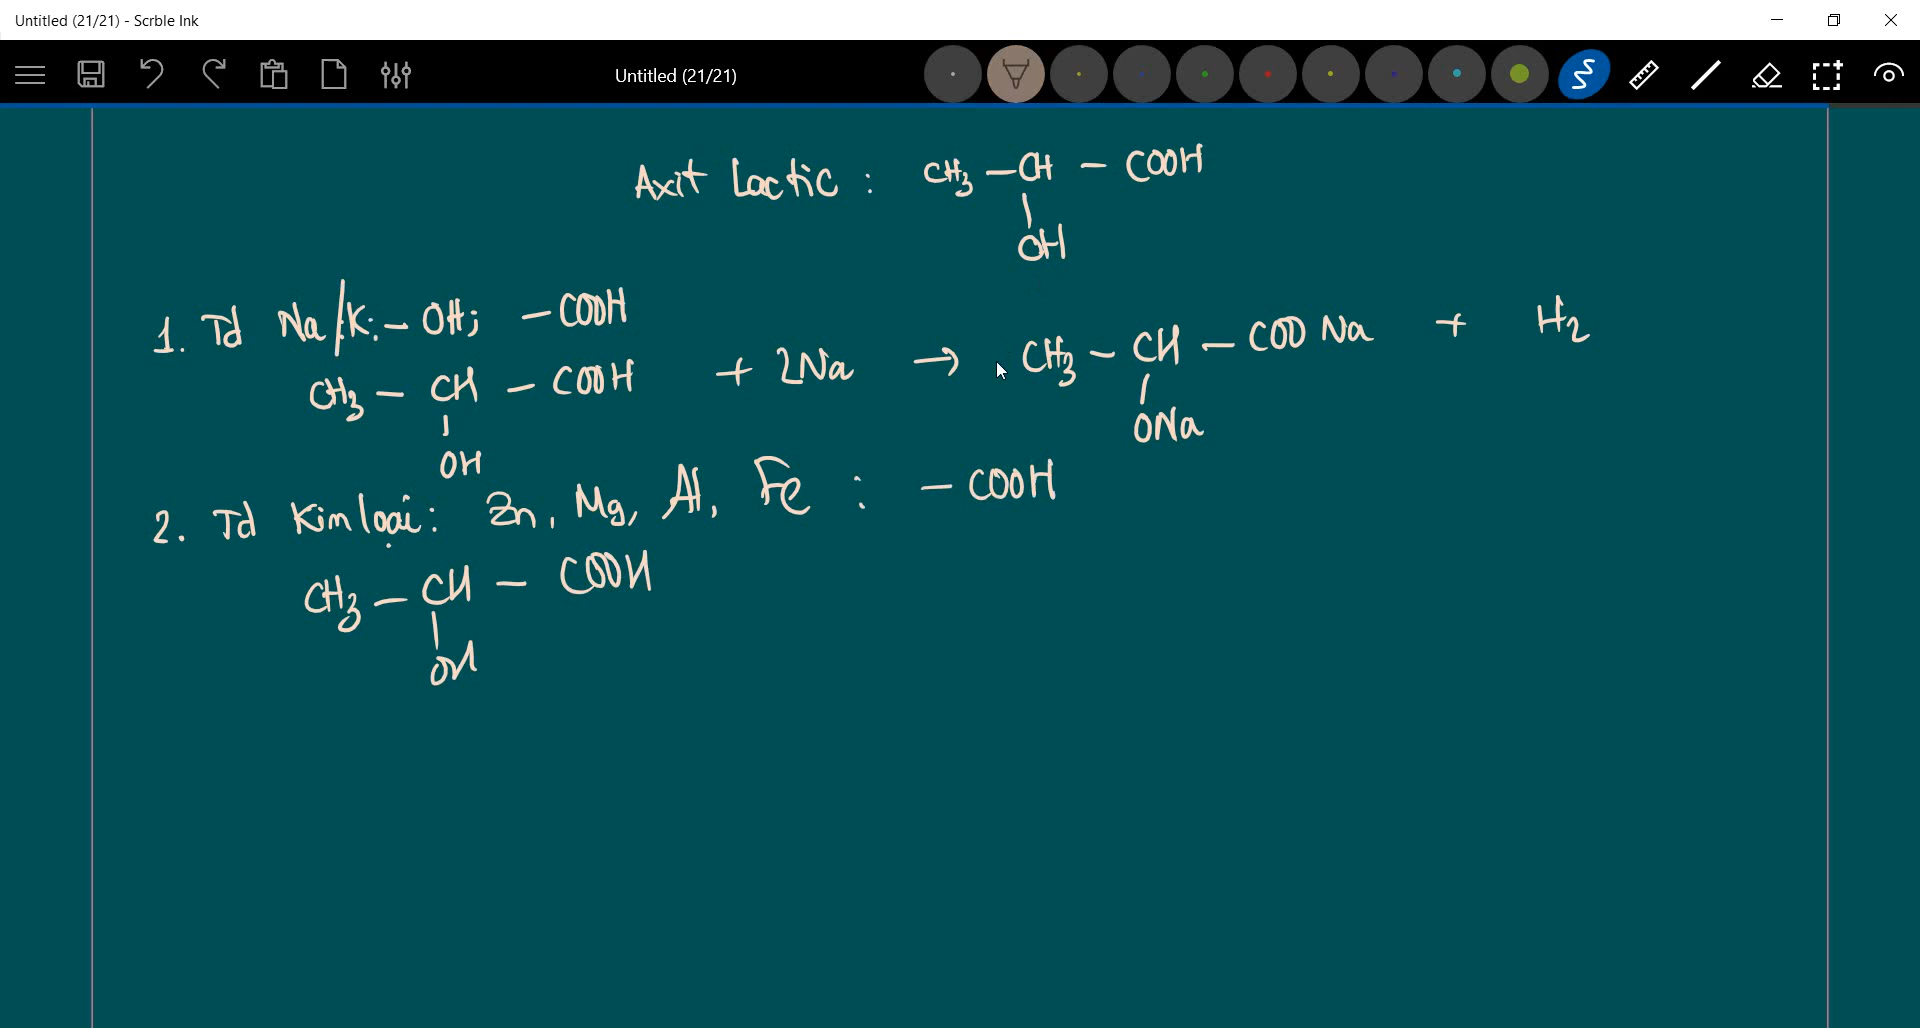 Untitled (21/21) - Scrble Ink
Untitled (21/21)
Axit Lactic : CH3 – CH – COOH
OH
1. Td Na/K: – OH; – COOH
CH3 – CH – COOH + 2Na → CH3 – CH – COONa + H2
OH ONa
2. Td Kim loại: Zn, Mg, Al, Fe : – COOH
CH3 – CH – COOH
OH